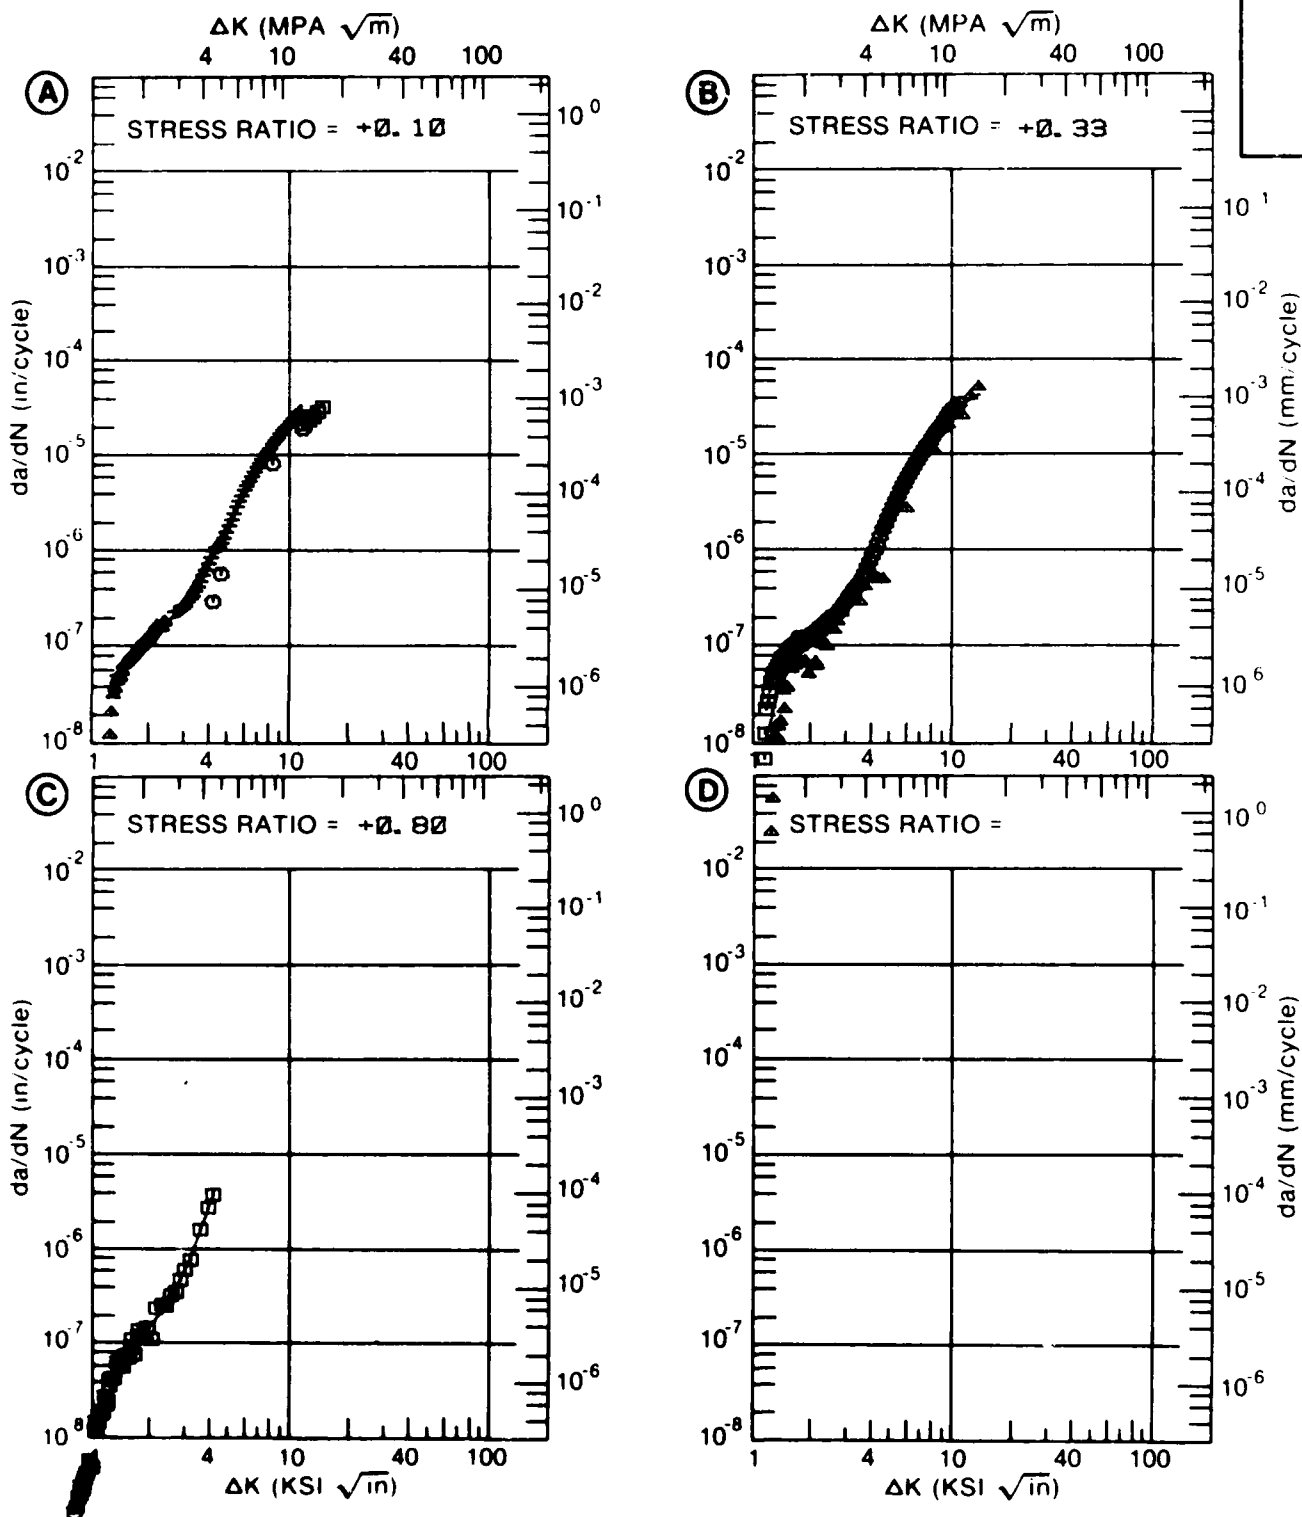 ΔK (MPA √m)
4 10 40 100
A
STRESS RATIO = +0.10
10⁰
10⁻¹
10⁻²
10⁻³
10⁻⁴
10⁻⁵
10⁻⁶
10⁻²
10⁻³
10⁻⁴
10⁻⁵
10⁻⁶
10⁻⁷
10⁻⁸
da/dN (in/cycle)
1 4 10 40 100
ΔK (MPA √m)
4 10 40 100
B
STRESS RATIO = +0.33
10⁻²
10⁻³
10⁻⁴
10⁻⁵
10⁻⁶
10⁻⁷
10⁻⁸
10 1
10⁻²
10⁻³
10⁻⁴
10⁻⁵
10 6
da/dN (mm/cycle)
1 4 10 40 100
C
STRESS RATIO = +0.80
10⁻²
10⁻³
10⁻⁴
10⁻⁵
10⁻⁶
10⁻⁷
10 8
10⁰
10⁻¹
10⁻²
10⁻³
10⁻⁴
10⁻⁵
10⁻⁶
da/dN (in/cycle)
4 10 40 100
ΔK (KSI √in)
D
STRESS RATIO =
10⁻²
10⁻³
10⁻⁴
10⁻⁵
10⁻⁶
10⁻⁷
10⁻⁸
10⁰
10⁻¹
10⁻²
10⁻³
10⁻⁴
10⁻⁵
10⁻⁶
da/dN (mm/cycle)
1 4 10 40 100
ΔK (KSI √in)